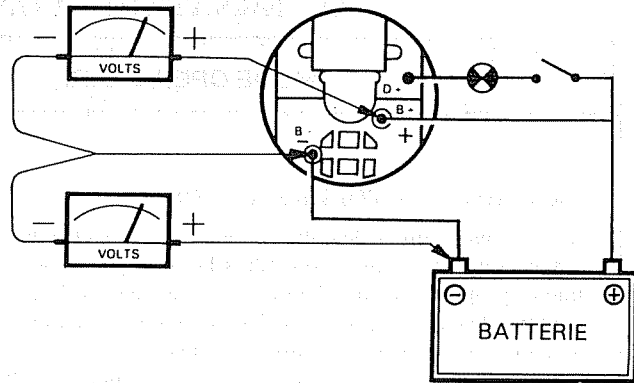 − VOLTS +
D +
B +
+
B −
− VOLTS +
− +
BATTERIE